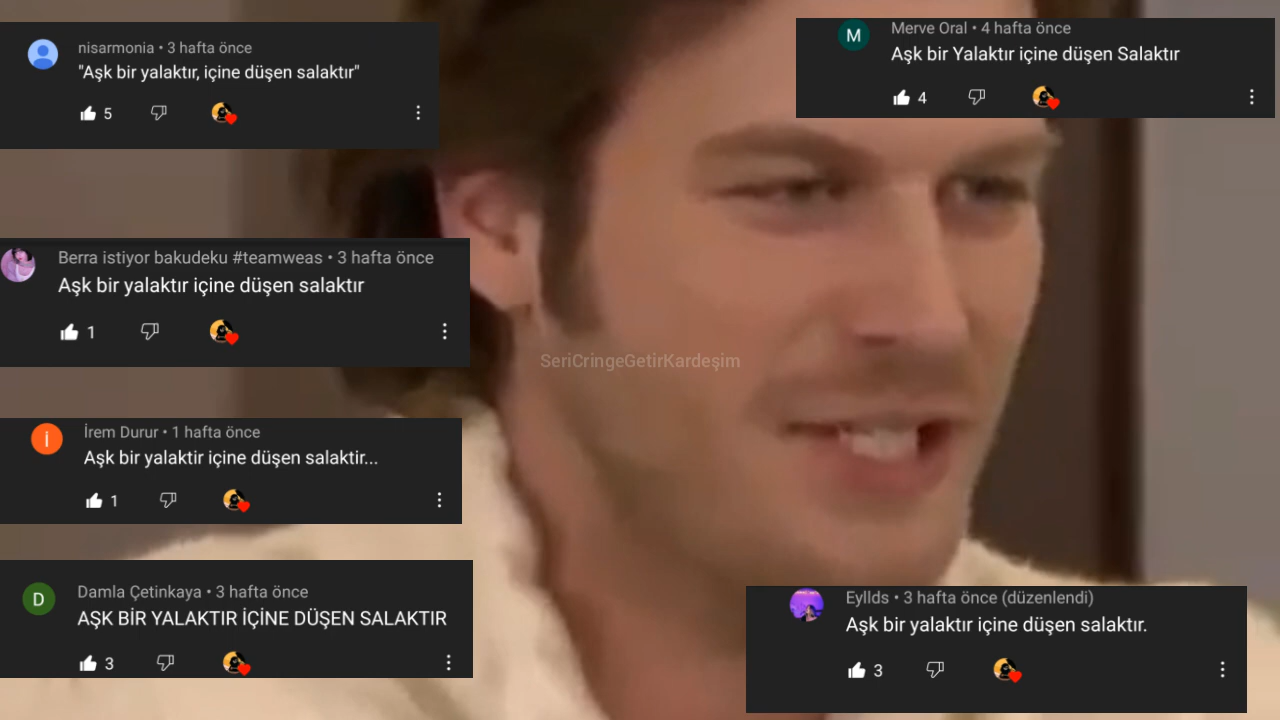 nisarmonia • 3 hafta önce
"Aşk bir yalaktır, içine düşen salaktır"
5
M
Merve Oral • 4 hafta önce
Aşk bir Yalaktır içine düşen Salaktır
4
Berra istiyor bakudeku #teamweas • 3 hafta önce
Aşk bir yalaktır içine düşen salaktır
1
SeriCringeGetirKardeşim
İ
İrem Durur • 1 hafta önce
Aşk bir yalaktir içine düşen salaktir...
1
D
Damla Çetinkaya • 3 hafta önce
AŞK BİR YALAKTIR İÇİNE DÜŞEN SALAKTIR
3
Eyllds • 3 hafta önce (düzenlendi)
Aşk bir yalaktır içine düşen salaktır.
3